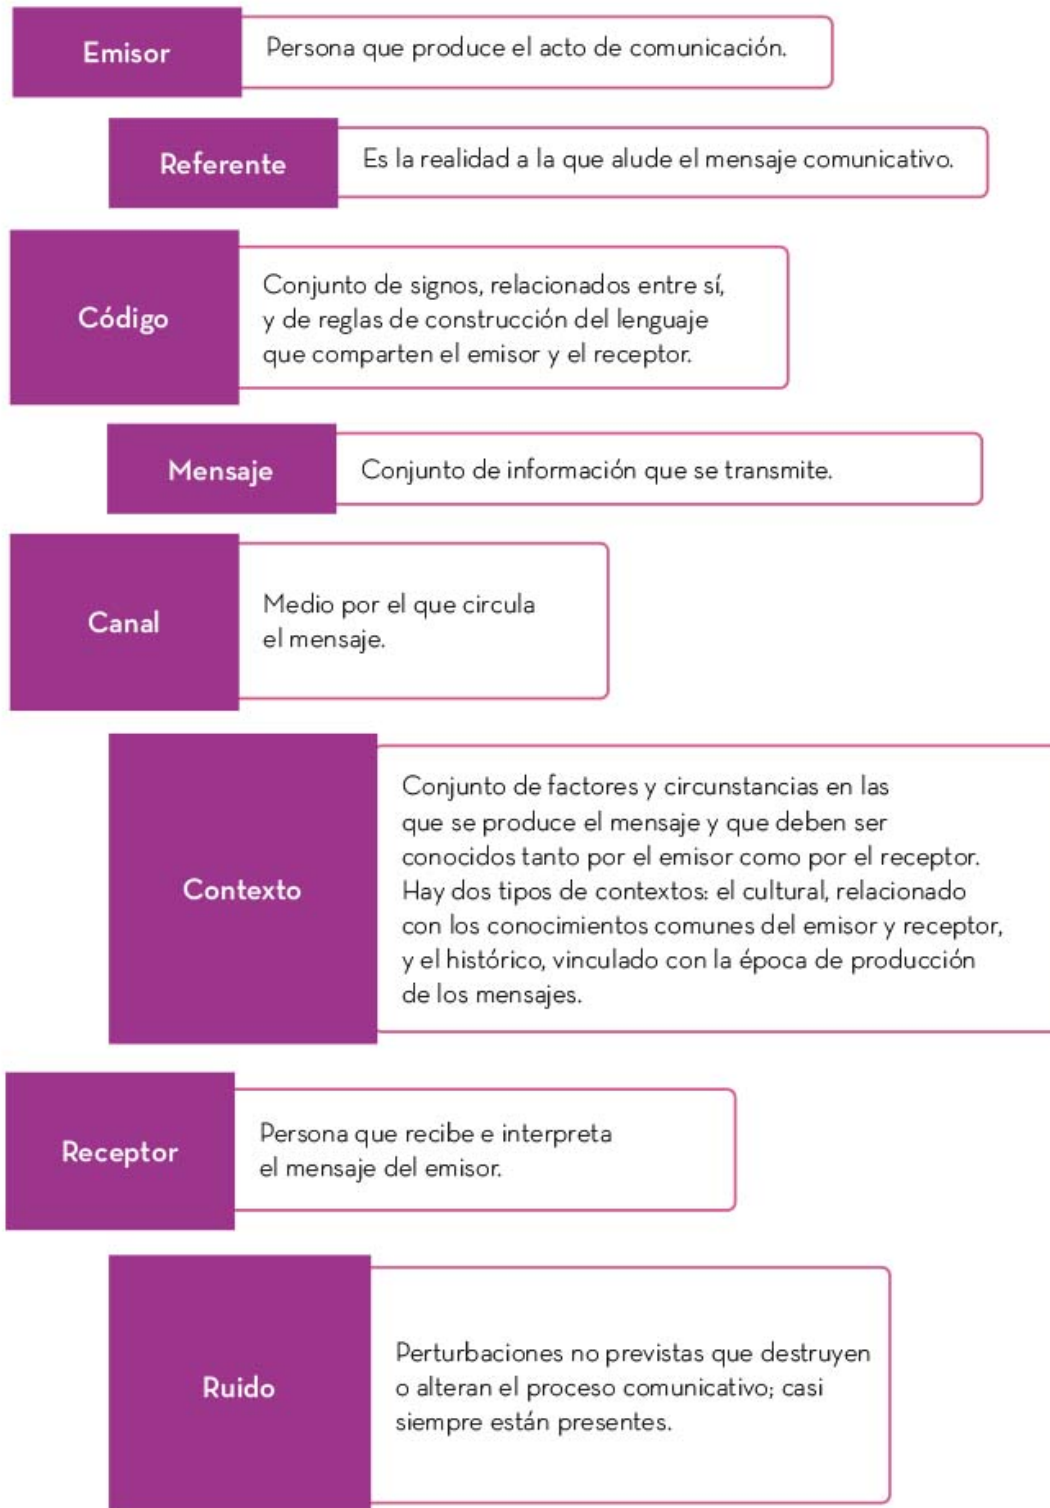 Emisor
Persona que produce el acto de comunicación.
Referente
Es la realidad a la que alude el mensaje comunicativo.
Código
Conjunto de signos, relacionados entre sí,
y de reglas de construcción del lenguaje
que comparten el emisor y el receptor.
Mensaje
Conjunto de información que se transmite.
Canal
Medio por el que circula
el mensaje.
Contexto
Conjunto de factores y circunstancias en las
que se produce el mensaje y que deben ser
conocidos tanto por el emisor como por el receptor.
Hay dos tipos de contextos: el cultural, relacionado
con los conocimientos comunes del emisor y receptor,
y el histórico, vinculado con la época de producción
de los mensajes.
Receptor
Persona que recibe e interpreta
el mensaje del emisor.
Ruido
Perturbaciones no previstas que destruyen
o alteran el proceso comunicativo; casi
siempre están presentes.